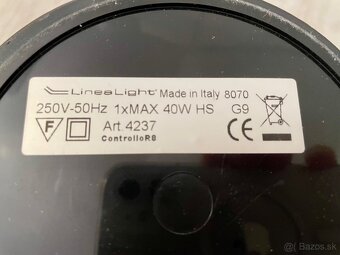 LineaLight Made in Italy 8070
250V-50Hz 1xMAX 40W HS G9
F Art. 4237 CE
ControlloR8
© Bazos.sk